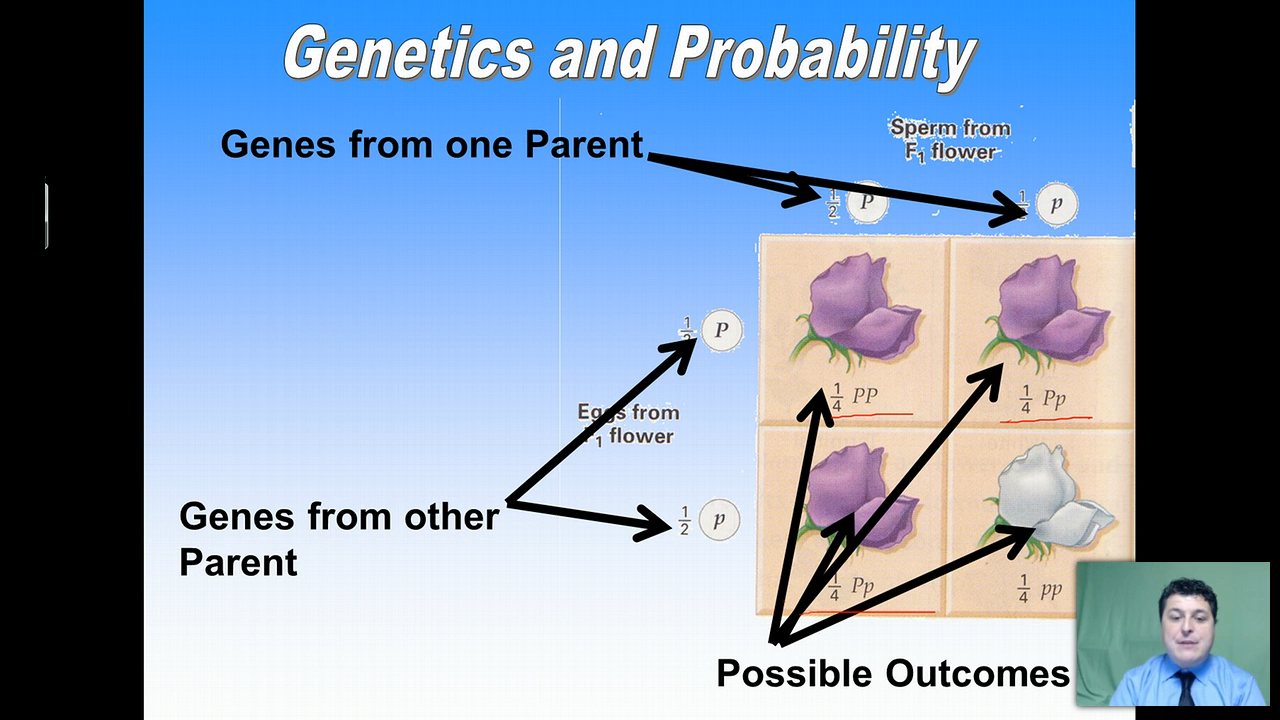 Genetics and Probability
Genes from one Parent
Sperm from
F1 flower
1/2 P
1/2 p
1/2 P
1/4 PP
1/4 Pp
Eggs from
F1 flower
Genes from other
Parent
1/2 p
1/4 Pp
1/4 pp
Possible Outcomes